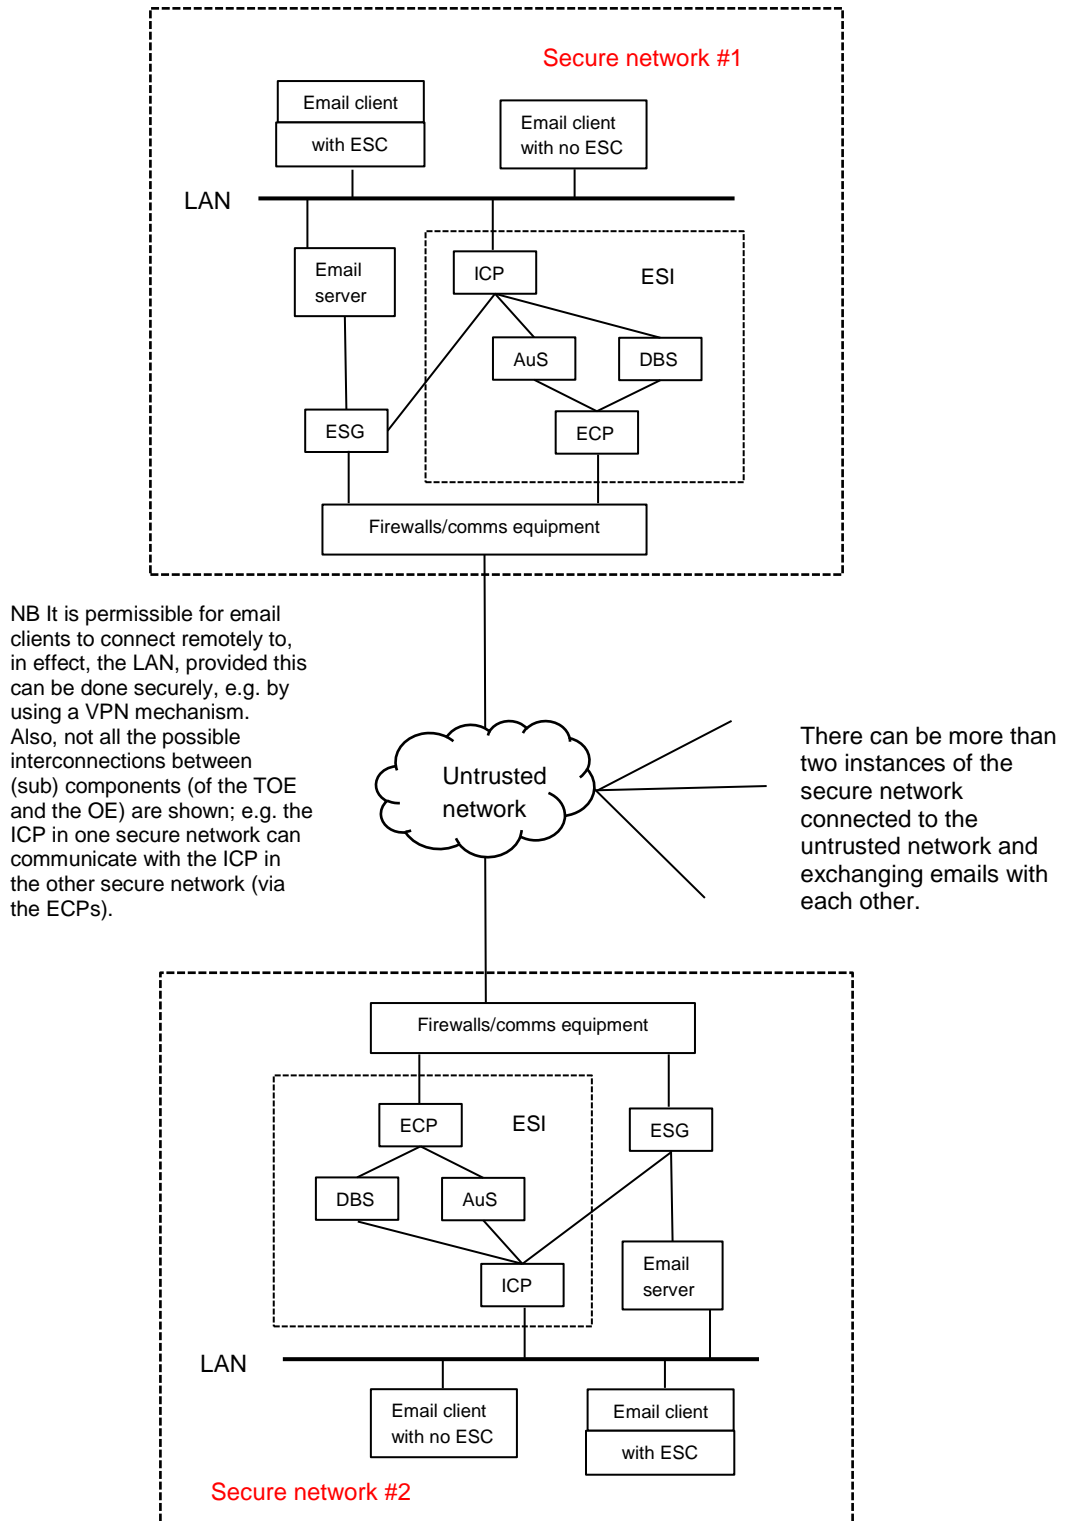 Secure network #1
Email client
with ESC
Email client
with no ESC
LAN
Email
server
ICP
ESI
AuS
DBS
ESG
ECP
Firewalls/comms equipment
NB It is permissible for email
clients to connect remotely to,
in effect, the LAN, provided this
can be done securely, e.g. by
using a VPN mechanism.
Also, not all the possible
interconnections between
(sub) components (of the TOE
and the OE) are shown; e.g. the
ICP in one secure network can
communicate with the ICP in
the other secure network (via
the ECPs).
Untrusted
network
There can be more than
two instances of the
secure network
connected to the
untrusted network and
exchanging emails with
each other.
Firewalls/comms equipment
ECP
ESI
ESG
DBS
AuS
Email
server
ICP
LAN
Email client
with no ESC
Email client
with ESC
Secure network #2